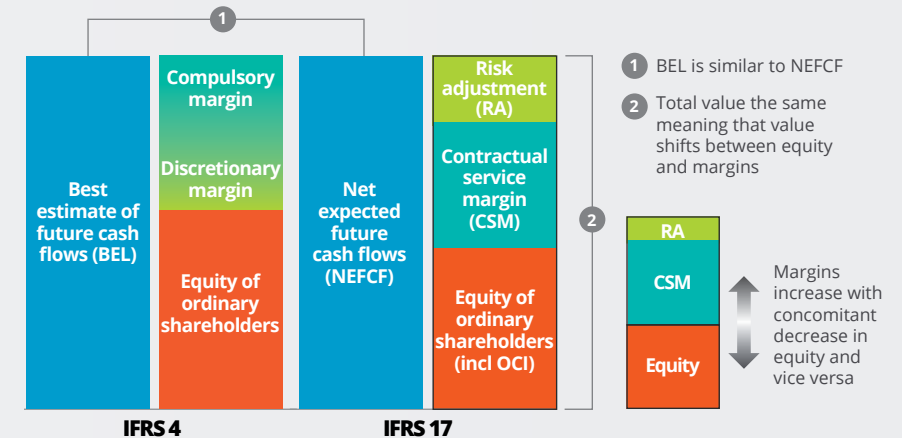 1
Best
estimate of
future cash
flows (BEL)
Compulsory
margin
Discretionary
margin
Equity of
ordinary
shareholders
IFRS 4
Net
expected
future
cash flows
(NEFCF)
Risk
adjustment
(RA)
Contractual
service
margin
(CSM)
Equity of
ordinary
shareholders
(incl OCI)
IFRS 17
2
1 BEL is similar to NEFCF
2 Total value the same
meaning that value
shifts between equity
and margins
RA
CSM
Equity
Margins
increase with
concomitant
decrease in
equity and
vice versa